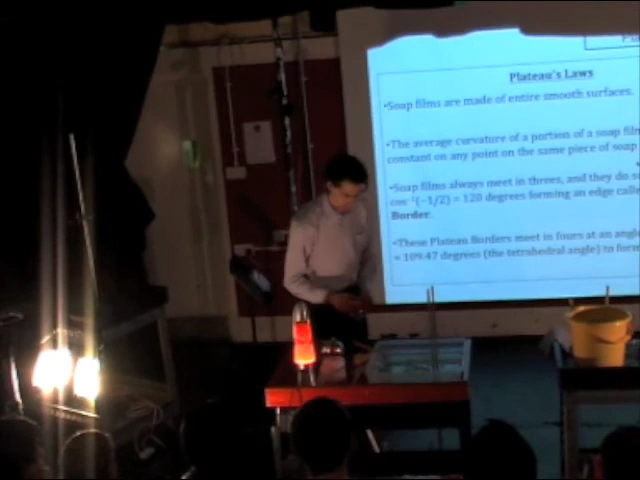 Plateau's Laws
•Soap films are made of entire smooth surfaces.
•The average curvature of a portion of a soap film
constant on any point on the same piece of soap
•Soap films always meet in threes, and they do so
cos⁻¹(−1/2) = 120 degrees forming an edge called
Border.
•These Plateau Borders meet in fours at an angle
= 109.47 degrees (the tetrahedral angle) to form